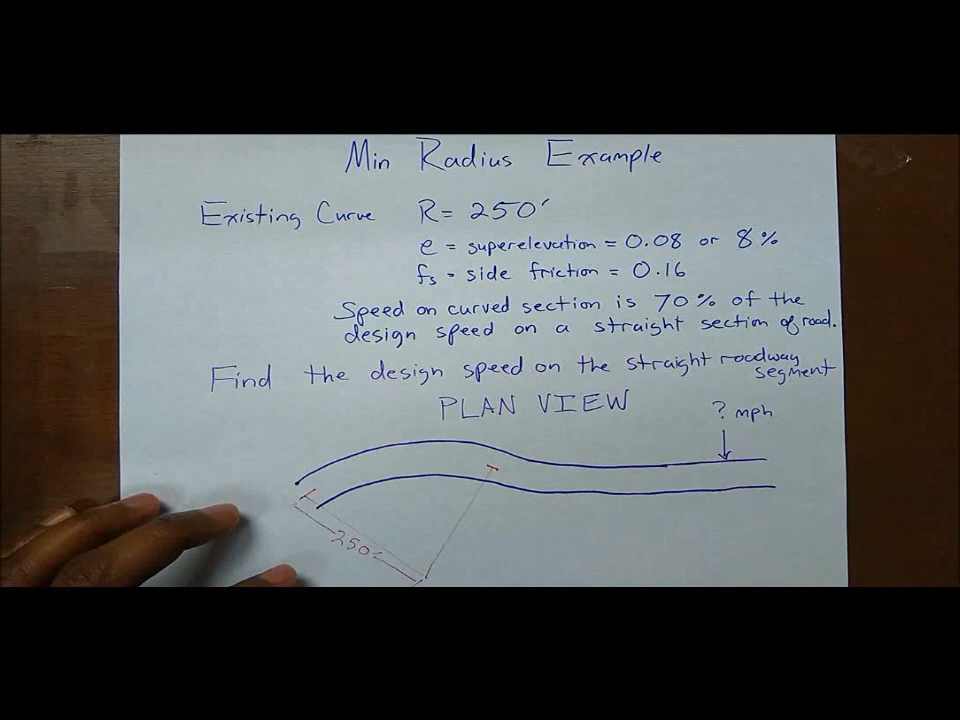 Min Radius Example
Existing Curve R = 250'
e = superelevation = 0.08 or 8%
fs = side friction = 0.16
Speed on curved section is 70% of the
design speed on a straight section of road.
Find the design speed on the straight roadway
segment
PLAN VIEW
? mph
250'